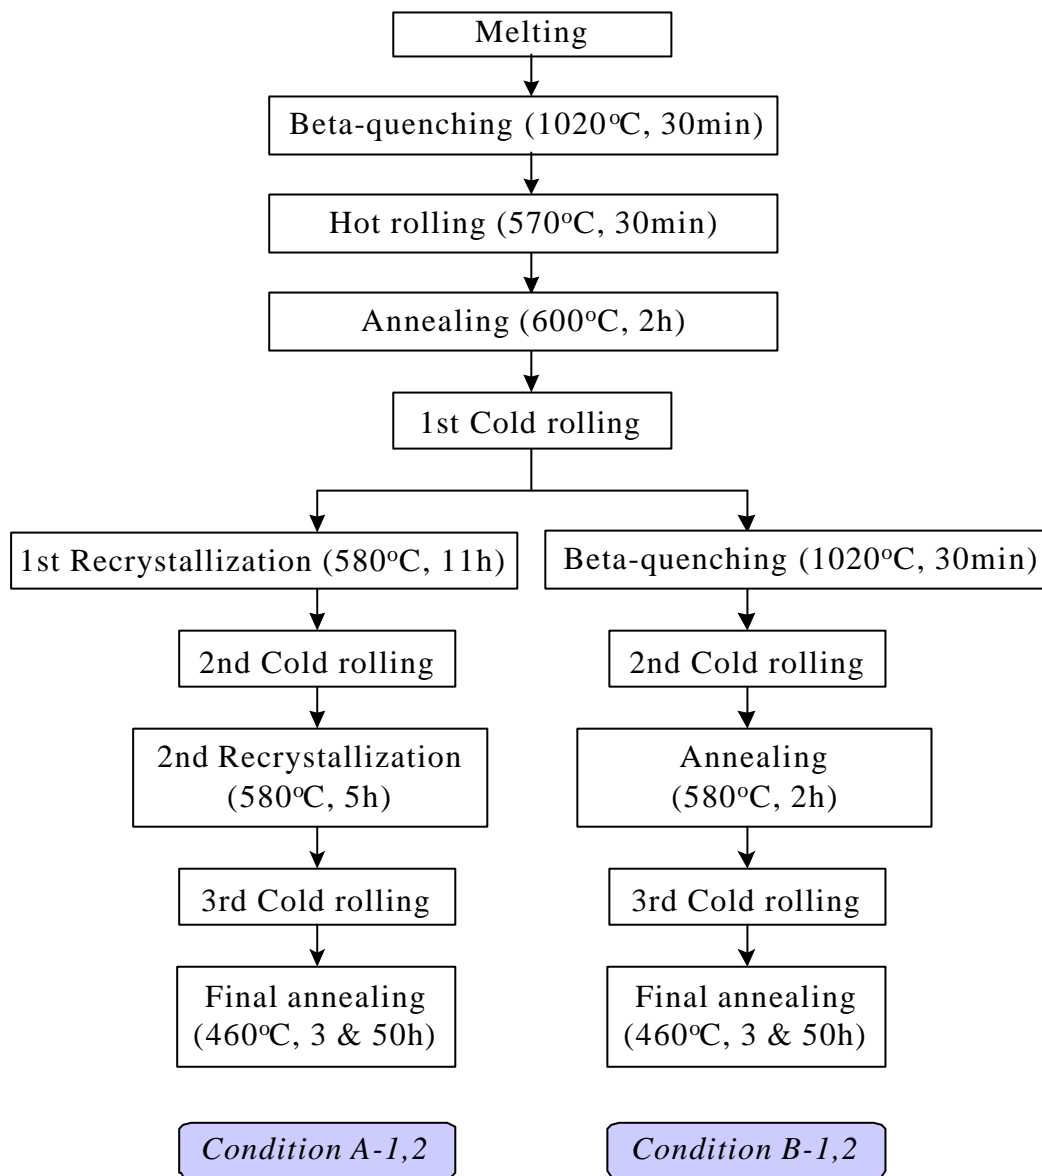 Melting
Beta-quenching (1020°C, 30min)
Hot rolling (570°C, 30min)
Annealing (600°C, 2h)
1st Cold rolling
1st Recrystallization (580°C, 11h)
Beta-quenching (1020°C, 30min)
2nd Cold rolling
2nd Cold rolling
2nd Recrystallization
(580°C, 5h)
Annealing
(580°C, 2h)
3rd Cold rolling
3rd Cold rolling
Final annealing
(460°C, 3 & 50h)
Final annealing
(460°C, 3 & 50h)
Condition A-1,2
Condition B-1,2